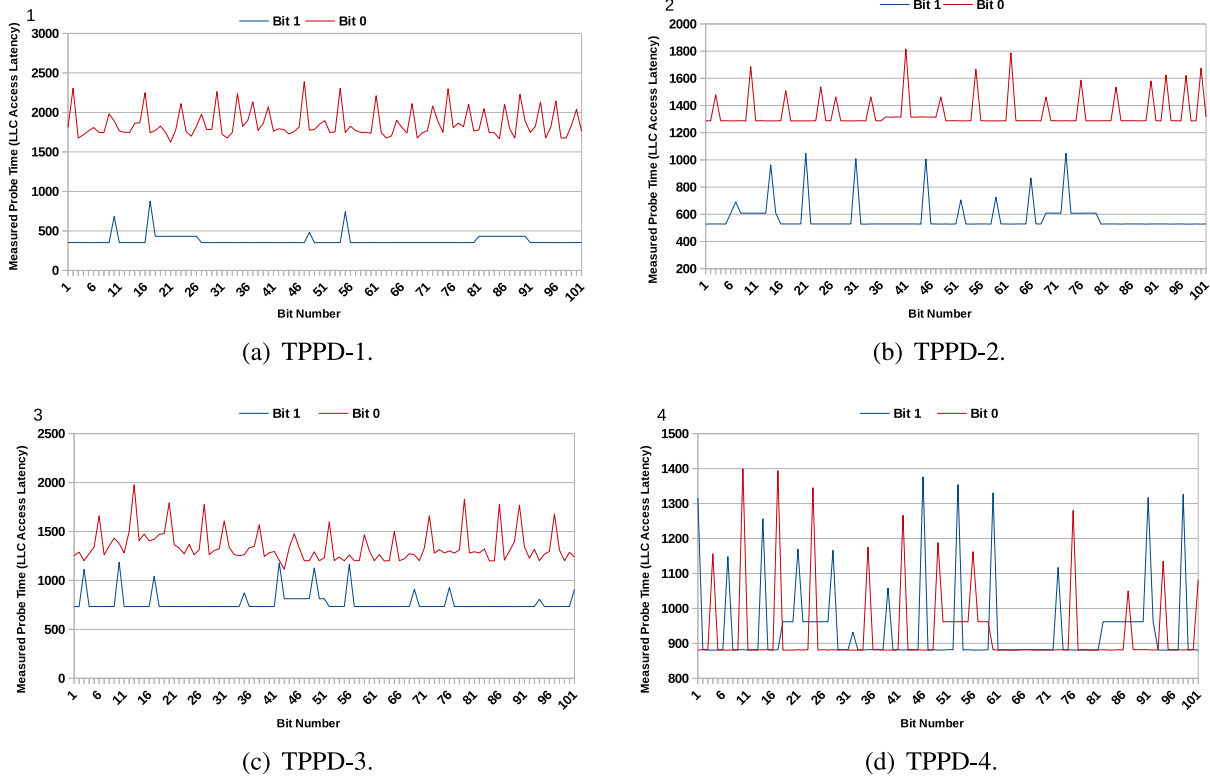 1
Bit 1 Bit 0
Measured Probe Time (LLC Access Latency)
3000
2500
2000
1500
1000
500
0
1 6 11 16 21 26 31 36 41 46 51 56 61 66 71 76 81 86 91 96 101
Bit Number
(a) TPPD-1.
2
Bit 1 Bit 0
Measured Probe Time (LLC Access Latency)
2000
1800
1600
1400
1200
1000
800
600
400
200
1 6 11 16 21 26 31 36 41 46 51 56 61 66 71 76 81 86 91 96 101
Bit Number
(b) TPPD-2.
3
Bit 1 Bit 0
Measured Probe Time (LLC Access Latency)
2500
2000
1500
1000
500
0
1 6 11 16 21 26 31 36 41 46 51 56 61 66 71 76 81 86 91 96 101
Bit Number
(c) TPPD-3.
4
Bit 1 Bit 0
Measured Probe Time (LLC Access Latency)
1500
1400
1300
1200
1100
1000
900
800
1 6 11 16 21 26 31 36 41 46 51 56 61 66 71 76 81 86 91 96 101
Bit Number
(d) TPPD-4.